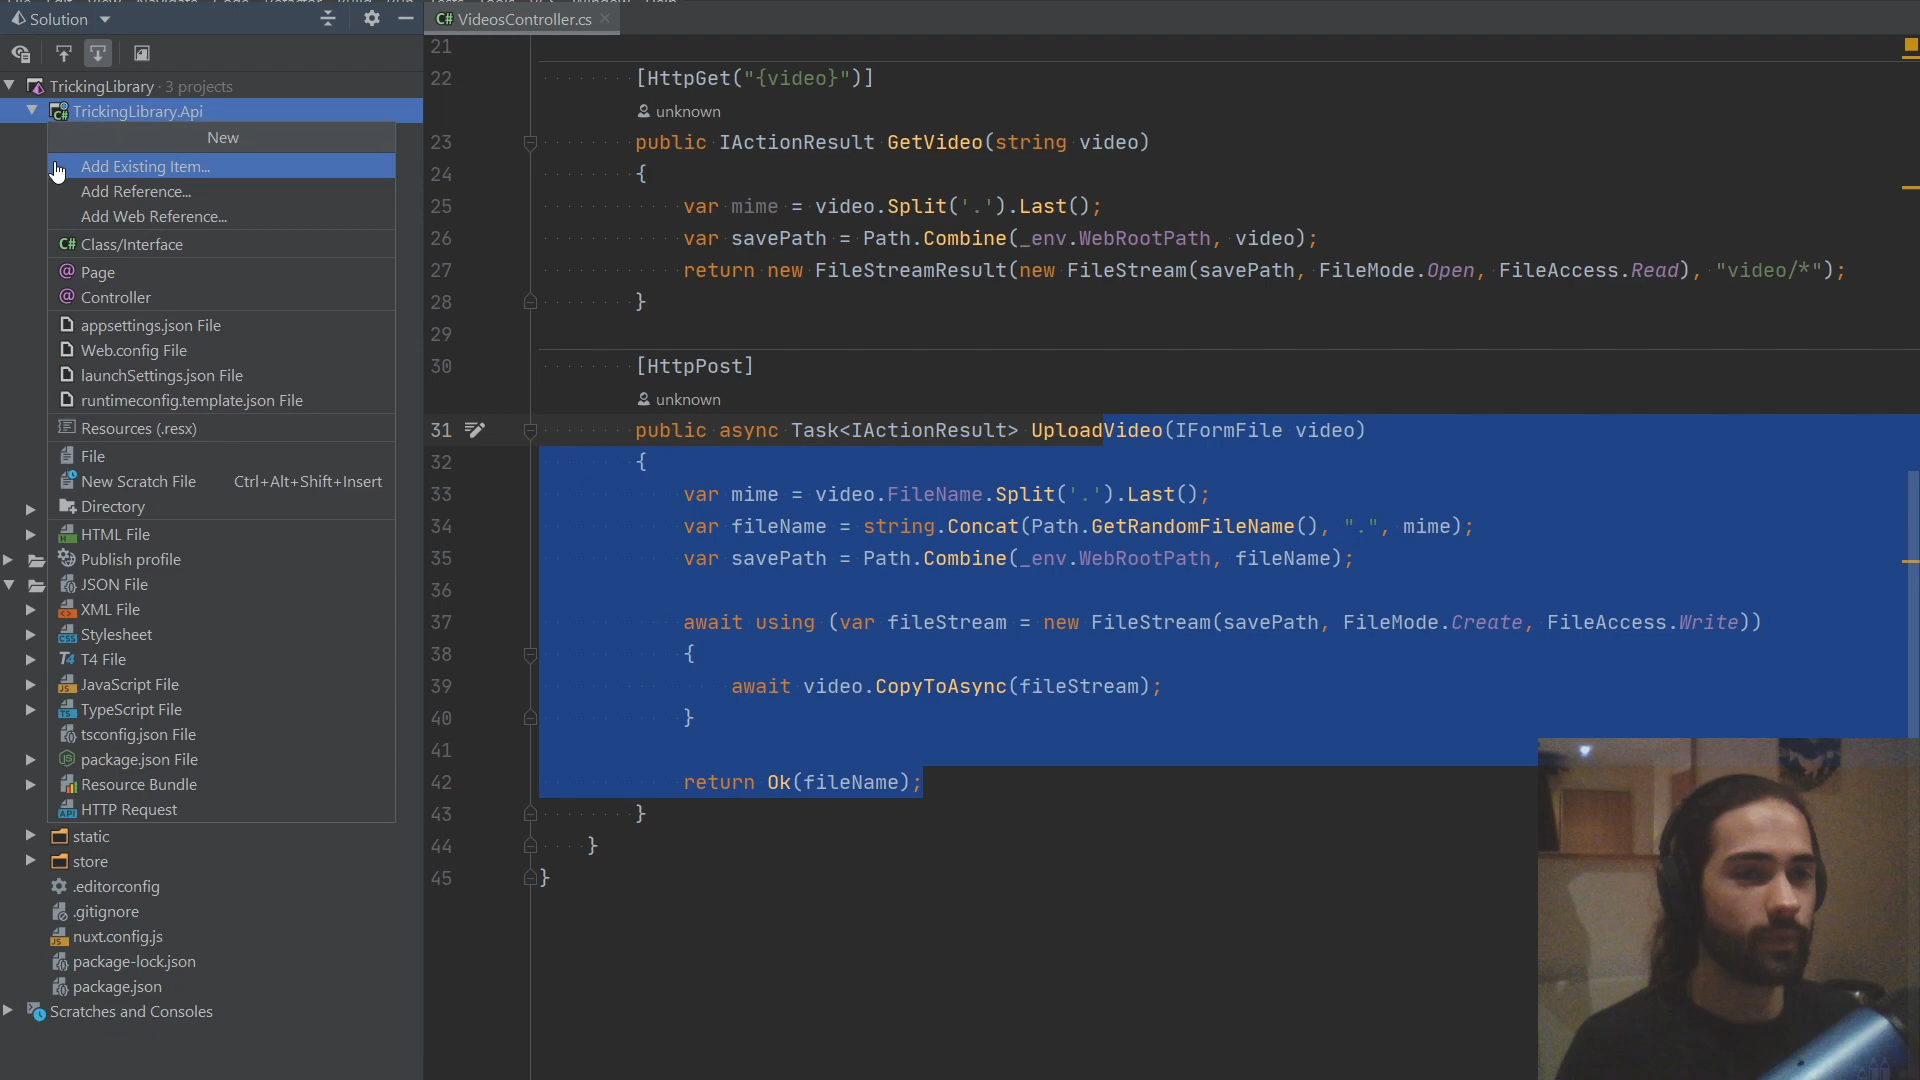 Solution
VideosController.cs
TrickingLibrary · 3 projects
TrickingLibrary.Api
New
Add Existing Item...
Add Reference...
Add Web Reference...
C# Class/Interface
@ Page
@ Controller
appsettings.json File
Web.config File
launchSettings.json File
runtimeconfig.template.json File
Resources (.resx)
File
New Scratch File Ctrl+Alt+Shift+Insert
Directory
HTML File
Publish profile
JSON File
XML File
Stylesheet
T4 File
JavaScript File
TypeScript File
tsconfig.json File
package.json File
Resource Bundle
HTTP Request
static
store
.editorconfig
.gitignore
nuxt.config.js
package-lock.json
package.json
Scratches and Consoles
21
22 [HttpGet("{video}")]
unknown
23 public IActionResult GetVideo(string video)
24 {
25 var mime = video.Split('.').Last();
26 var savePath = Path.Combine(_env.WebRootPath, video);
27 return new FileStreamResult(new FileStream(savePath, FileMode.Open, FileAccess.Read), "video/*");
28 }
29
30 [HttpPost]
unknown
31 public async Task<IActionResult> UploadVideo(IFormFile video)
32 {
33 var mime = video.FileName.Split('.').Last();
34 var fileName = string.Concat(Path.GetRandomFileName(), ".", mime);
35 var savePath = Path.Combine(_env.WebRootPath, fileName);
36
37 await using (var fileStream = new FileStream(savePath, FileMode.Create, FileAccess.Write))
38 {
39 await video.CopyToAsync(fileStream);
40 }
41
42 return Ok(fileName);
43 }
44 }
45 }